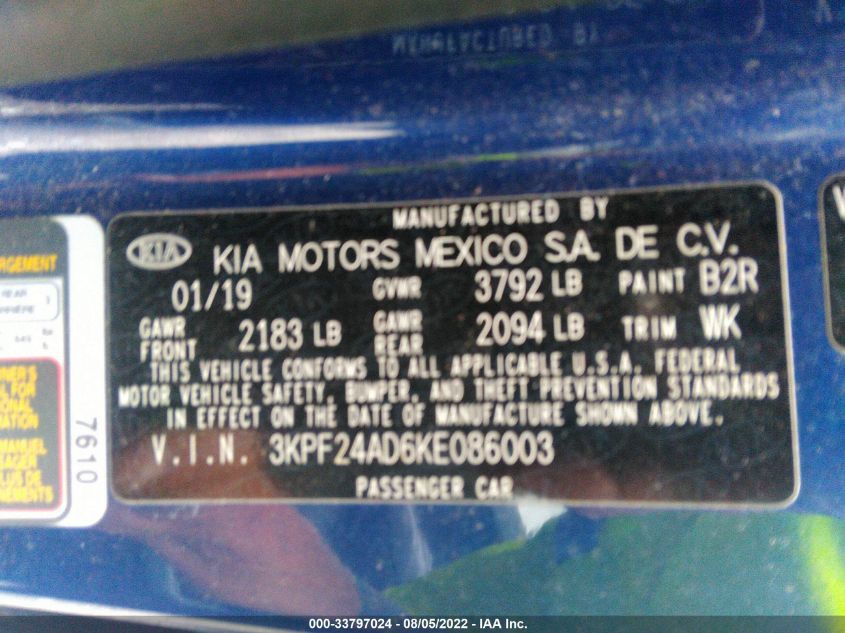 MANUFACTURED BY
KIA KIA MOTORS MEXICO S.A. DE C.V.
01/19 GVWR 3792 LB PAINT B2R
GAWR FRONT 2183 LB GAWR REAR 2094 LB TRIM WK
THIS VEHICLE CONFORMS TO ALL APPLICABLE U.S.A. FEDERAL
MOTOR VEHICLE SAFETY, BUMPER, AND THEFT PREVENTION STANDARDS
IN EFFECT ON THE DATE OF MANUFACTURE SHOWN ABOVE.
V.I.N. 3KPF24AD6KE086003
PASSENGER CAR
7610
000-33797024 - 08/05/2022 - IAA Inc.